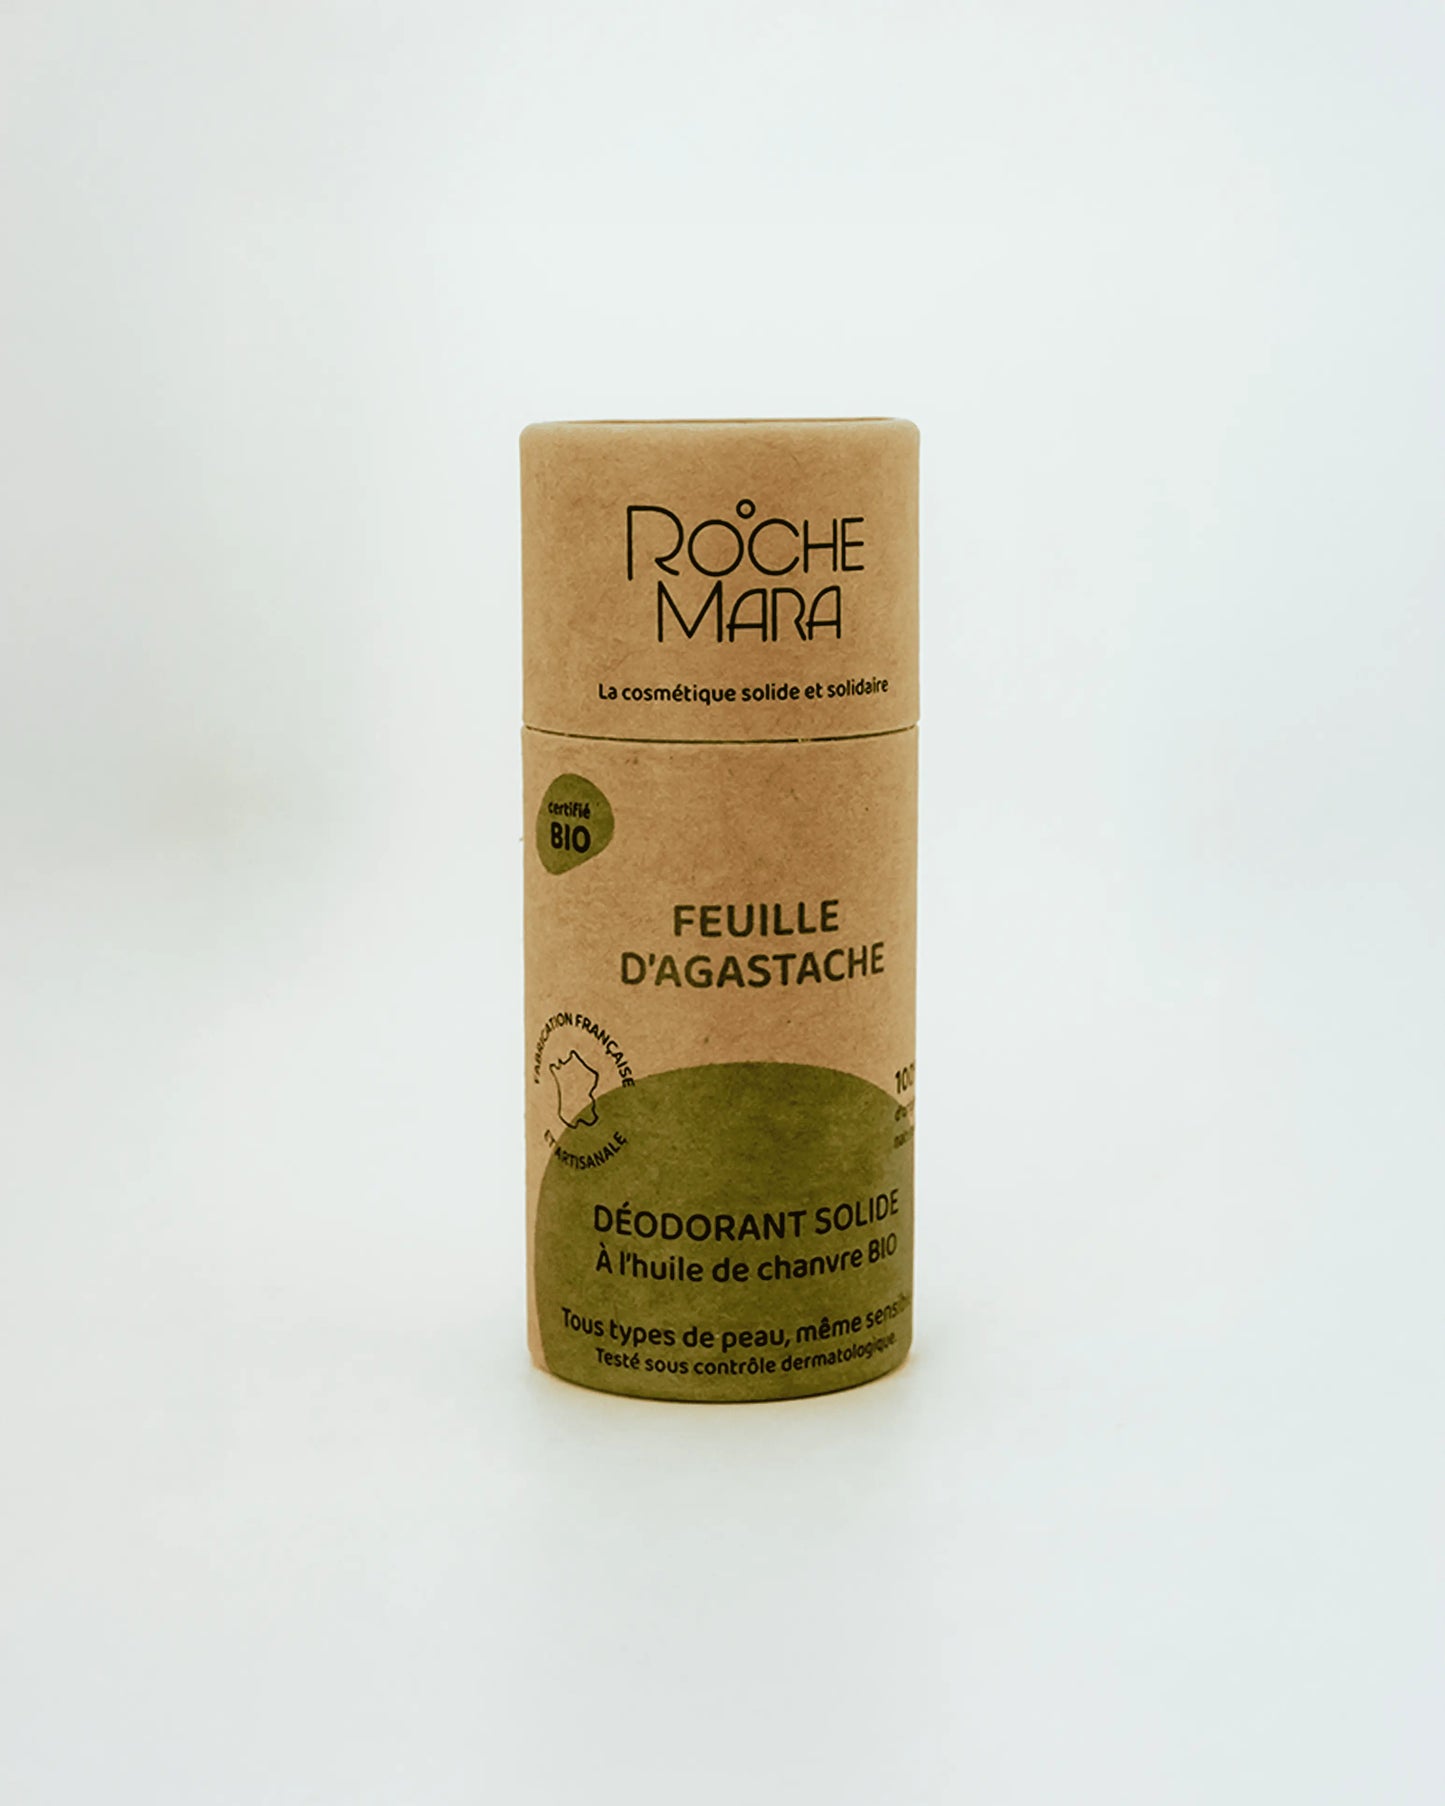 ROCHE
MARA
La cosmétique solide et solidaire
certifié
BIO
FEUILLE
D'AGASTACHE
FABRICATION FRANÇAISE
ET ARTISANALE
DÉODORANT SOLIDE
À l'huile de chanvre BIO
Tous types de peau, même
Testé sous contrôle dermatologique